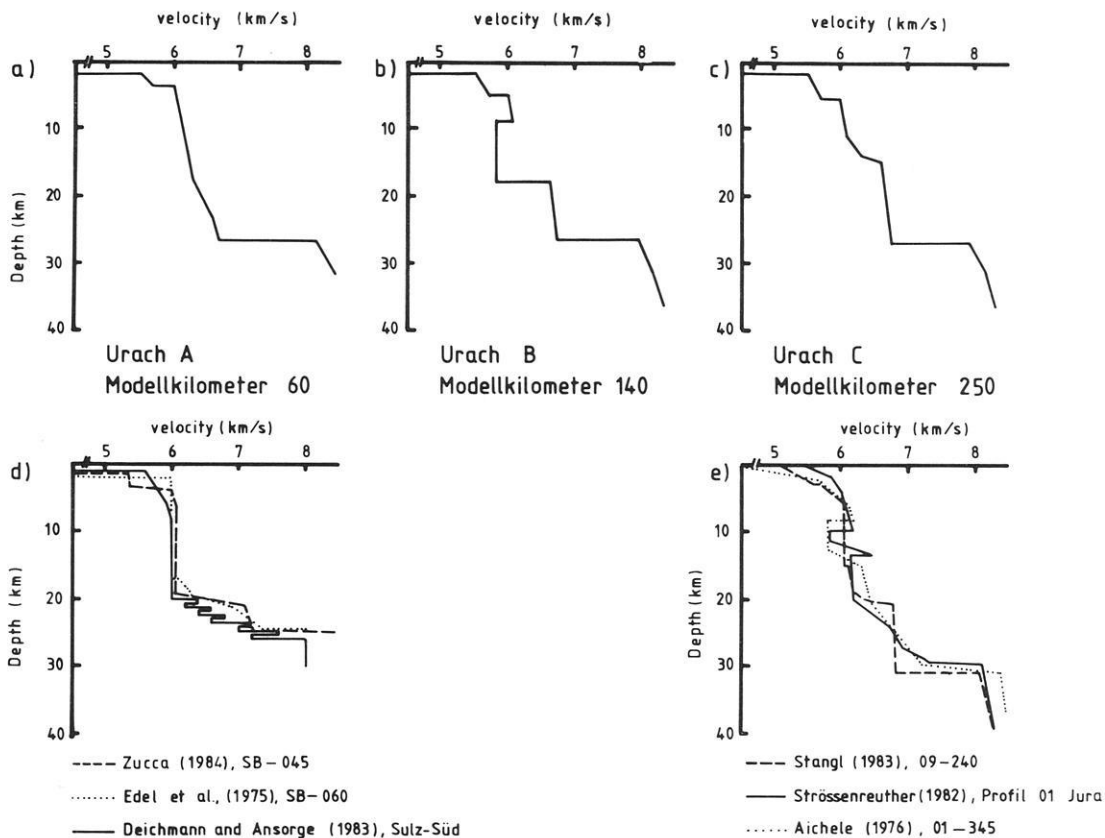 velocity (km/s) velocity (km/s) velocity (km/s)
5 6 7 8 5 6 7 8 5 6 7 8
a) b) c)
10 10 10
20 20 20
30 30 30
40 40 40
Depth (km) Depth (km) Depth (km)
Urach A Urach B Urach C
Modellkilometer 60 Modellkilometer 140 Modellkilometer 250
velocity (km/s) velocity (km/s)
5 6 7 8 5 6 7 8
d) e)
10 10
20 20
30 30
40 40
Depth (km) Depth (km)
Zucca (1984), SB-045 Stangl (1983), 09-240
Edel et al., (1975), SB-060 Strössenreuther (1982), Profil 01 Jura
Deichmann and Ansorge (1983), Sulz-Süd Aichele (1976), 01-345